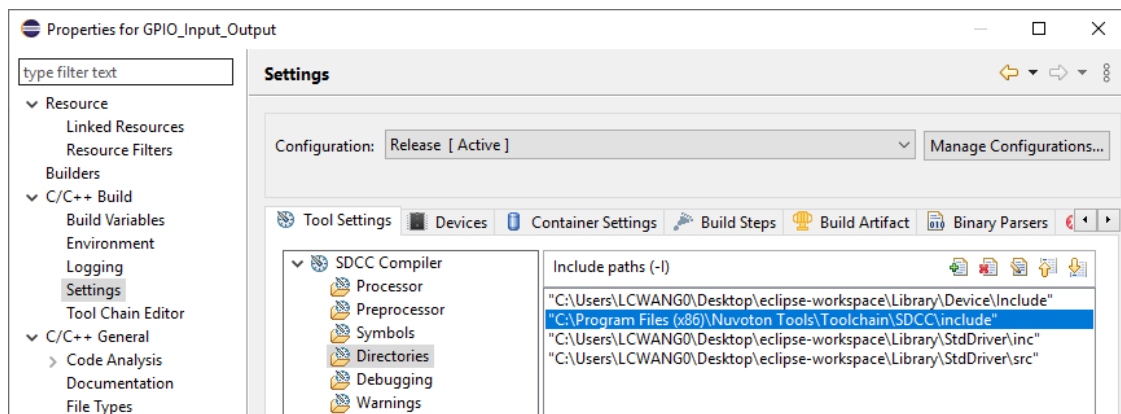 Properties for GPIO_Input_Output
type filter text
Resource
Linked Resources
Resource Filters
Builders
C/C++ Build
Build Variables
Environment
Logging
Settings
Tool Chain Editor
C/C++ General
Code Analysis
Documentation
File Types
Settings
Configuration: Release [ Active ] Manage Configurations...
Tool Settings Devices Container Settings Build Steps Build Artifact 010 Binary Parsers
SDCC Compiler
Processor
Preprocessor
Symbols
Directories
Debugging
Warnings
Include paths (-I)
"C:\Users\LCWANG0\Desktop\eclipse-workspace\Library\Device\Include"
"C:\Program Files (x86)\Nuvoton Tools\Toolchain\SDCC\include"
"C:\Users\LCWANG0\Desktop\eclipse-workspace\Library\StdDriver\inc"
"C:\Users\LCWANG0\Desktop\eclipse-workspace\Library\StdDriver\src"